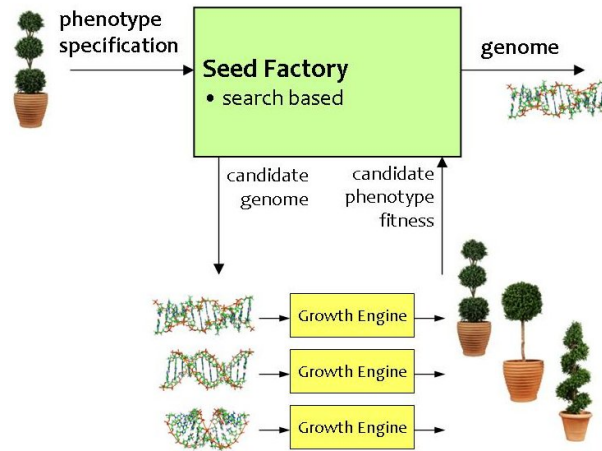 phenotype
specification
Seed Factory
• search based
genome
candidate
genome
candidate
phenotype
fitness
Growth Engine
Growth Engine
Growth Engine